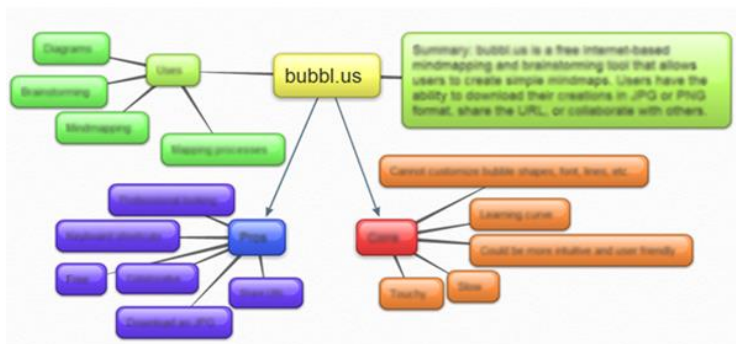 bubbl.us
Uses
Diagrams
Brainstorming
Mindmapping
Mapping processes
Summary: bubbl.us is a free internet-based
mindmapping and brainstorming tool that allows
users to create simple mindmaps. Users have the
ability to download their creations in JPG or PNG
format, share the URL, or collaborate with others.
Pros
Keyboard shortcuts
Free
Download as JPG
Share URL
Cons
Cannot customize bubble shapes, font, lines, etc.
Learning curve
Could be more intuitive and user friendly
Slow
Touchy